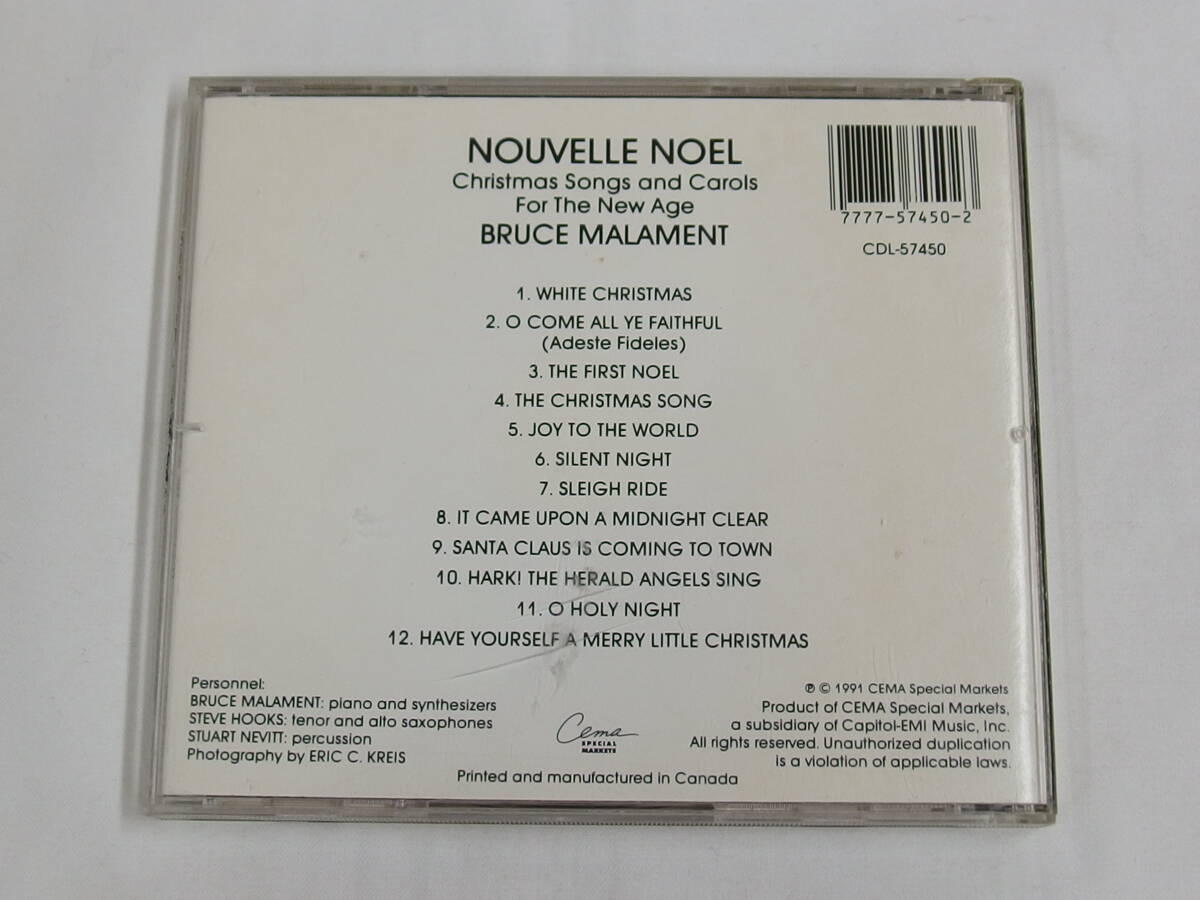 NOUVELLE NOEL
Christmas Songs and Carols
For The New Age
BRUCE MALAMENT
7777-57450-2
CDL-57450
1. WHITE CHRISTMAS
2. O COME ALL YE FAITHFUL
(Adeste Fideles)
3. THE FIRST NOEL
4. THE CHRISTMAS SONG
5. JOY TO THE WORLD
6. SILENT NIGHT
7. SLEIGH RIDE
8. IT CAME UPON A MIDNIGHT CLEAR
9. SANTA CLAUS IS COMING TO TOWN
10. HARK! THE HERALD ANGELS SING
11. O HOLY NIGHT
12. HAVE YOURSELF A MERRY LITTLE CHRISTMAS
Personnel:
BRUCE MALAMENT: piano and synthesizers
STEVE HOOKS: tenor and alto saxophones
STUART NEVITT: percussion
Photography by ERIC C. KREIS
Cema
SPECIAL
MARKETS
℗ © 1991 CEMA Special Markets
Product of CEMA Special Markets,
a subsidiary of Capitol-EMI Music, Inc.
All rights reserved. Unauthorized duplication
is a violation of applicable laws.
Printed and manufactured in Canada